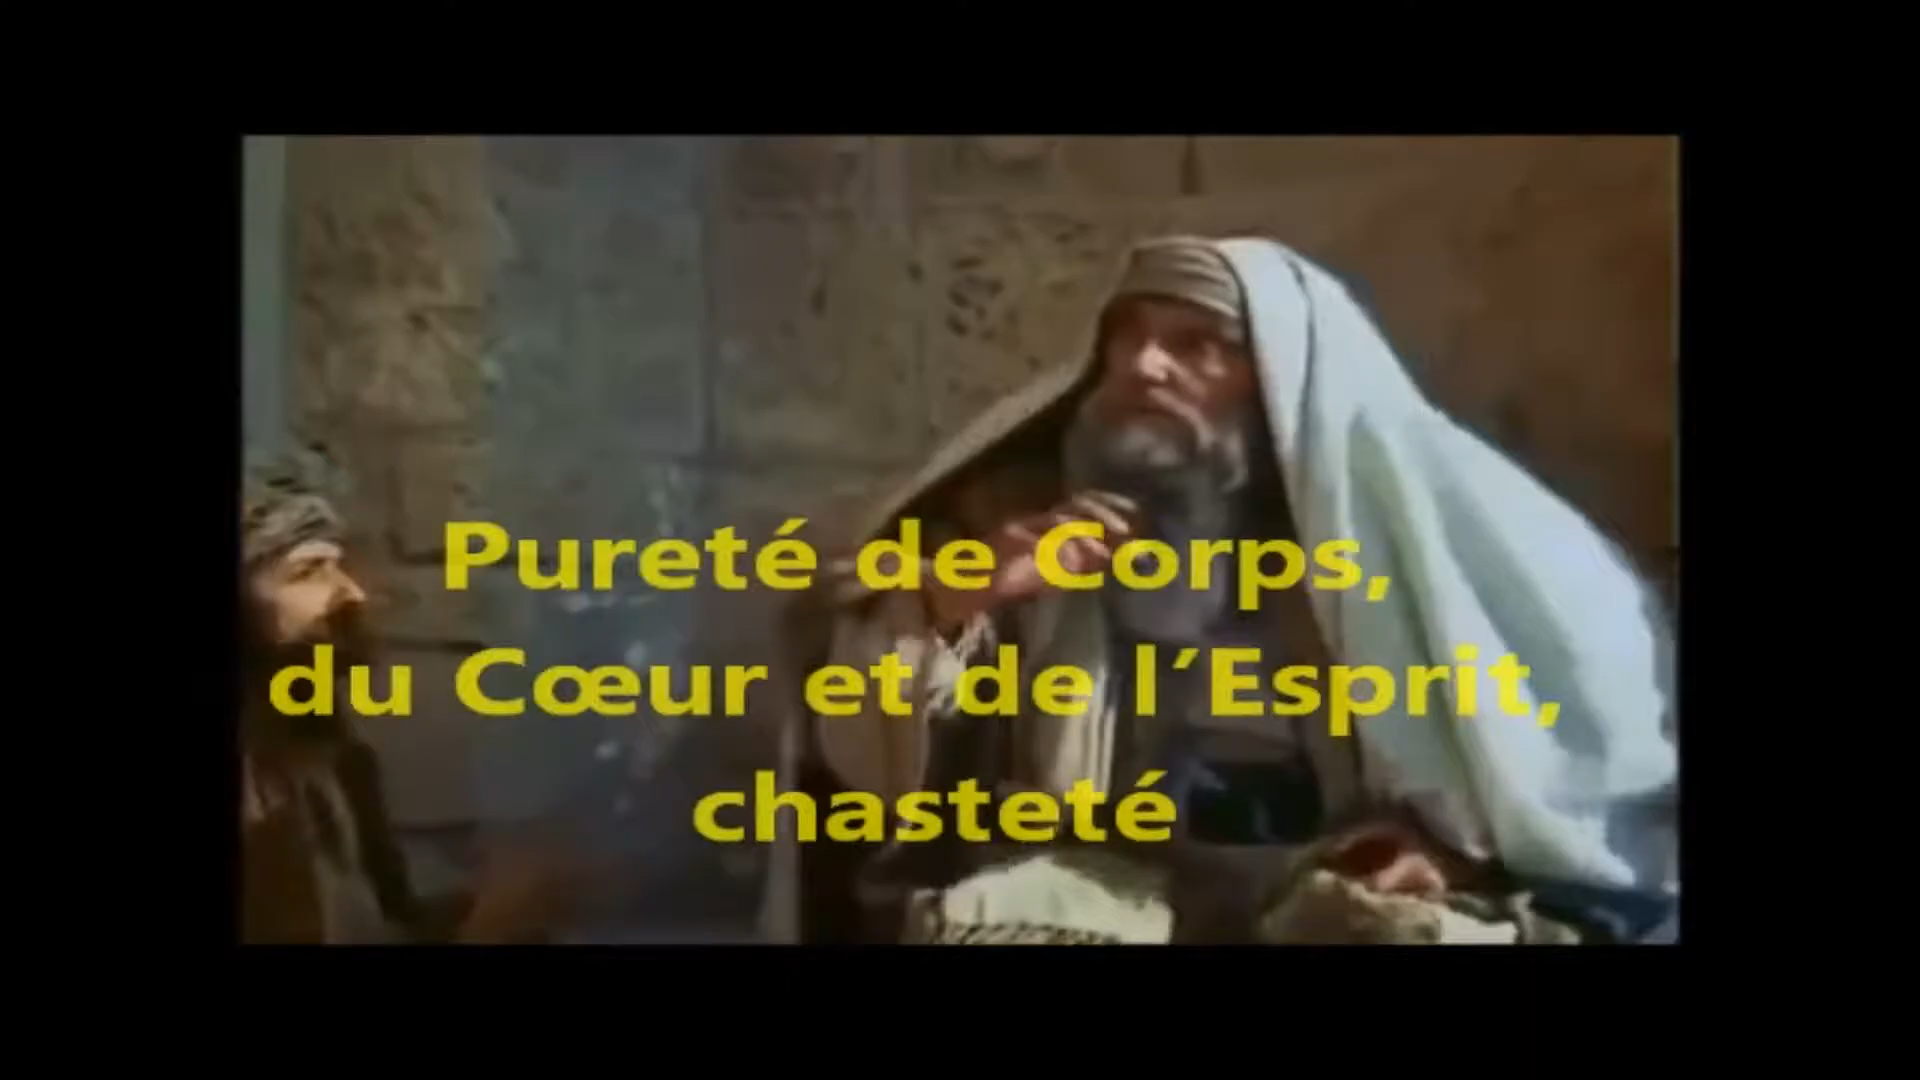 Pureté de Corps,
du Cœur et de l´Esprit,
chasteté